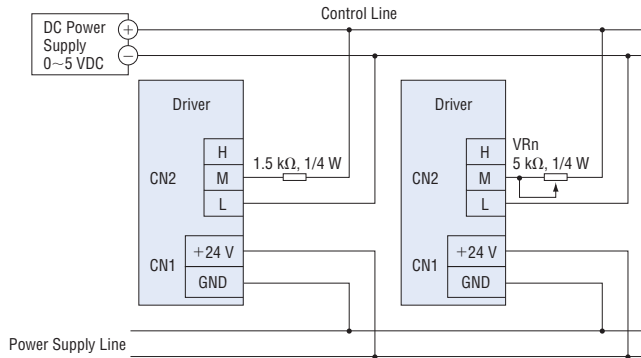 Control Line
DC Power
Supply
0~5 VDC
+
−
Driver
Driver
H
M
L
CN2
1.5 kΩ, 1/4 W
H
M
L
CN2
VRn
5 kΩ, 1/4 W
+24 V
GND
CN1
+24 V
GND
CN1
Power Supply Line